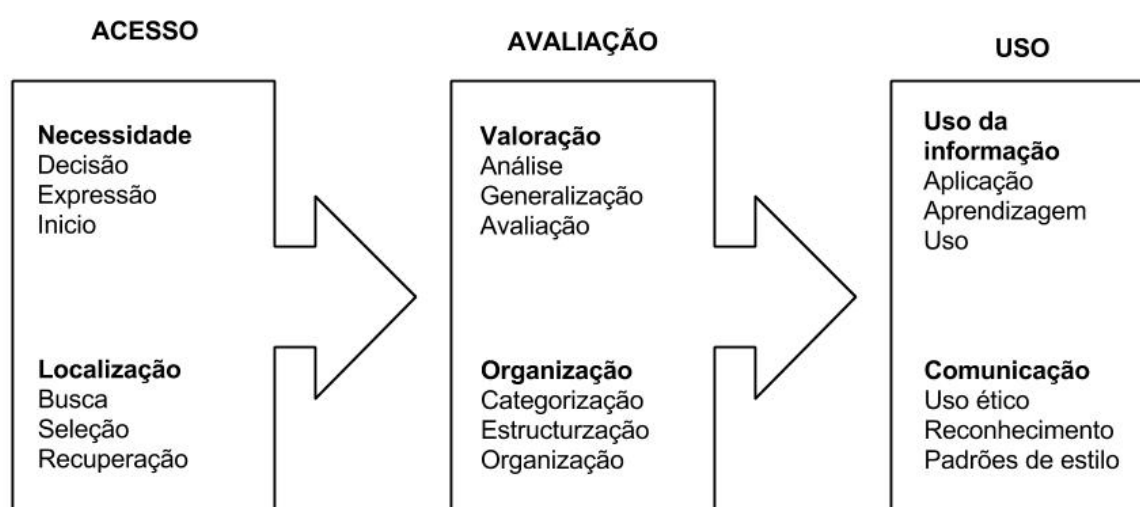 ACESSO
Necessidade
Decisão
Expressão
Inicio
Localização
Busca
Seleção
Recuperação
AVALIAÇÃO
Valoração
Análise
Generalização
Avaliação
Organização
Categorização
Estructurzação
Organização
USO
Uso da
informação
Aplicação
Aprendizagem
Uso
Comunicação
Uso ético
Reconhecimento
Padrões de estilo